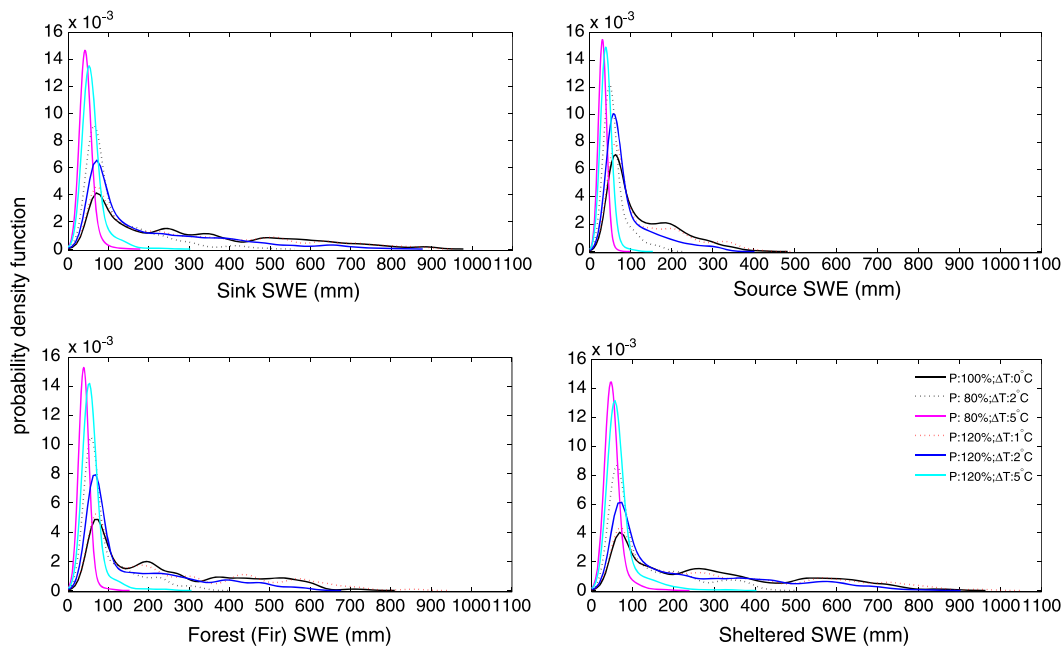 x 10⁻³
16
14
12
10
8
6
4
2
0
0 100 200 300 400 500 600 700 800 900 1000 1100
Sink SWE (mm)
x 10⁻³
16
14
12
10
8
6
4
2
0
0 100 200 300 400 500 600 700 800 900 1000 1100
Source SWE (mm)
probability density function
x 10⁻³
16
14
12
10
8
6
4
2
0
0 100 200 300 400 500 600 700 800 900 1000 1100
Forest (Fir) SWE (mm)
x 10⁻³
16
14
12
10
8
6
4
2
0
0 100 200 300 400 500 600 700 800 900 1000 1100
Sheltered SWE (mm)
P:100%;ΔT:0°C
P: 80%;ΔT:2°C
P: 80%;ΔT:5°C
P:120%;ΔT:1°C
P:120%;ΔT:2°C
P:120%;ΔT:5°C